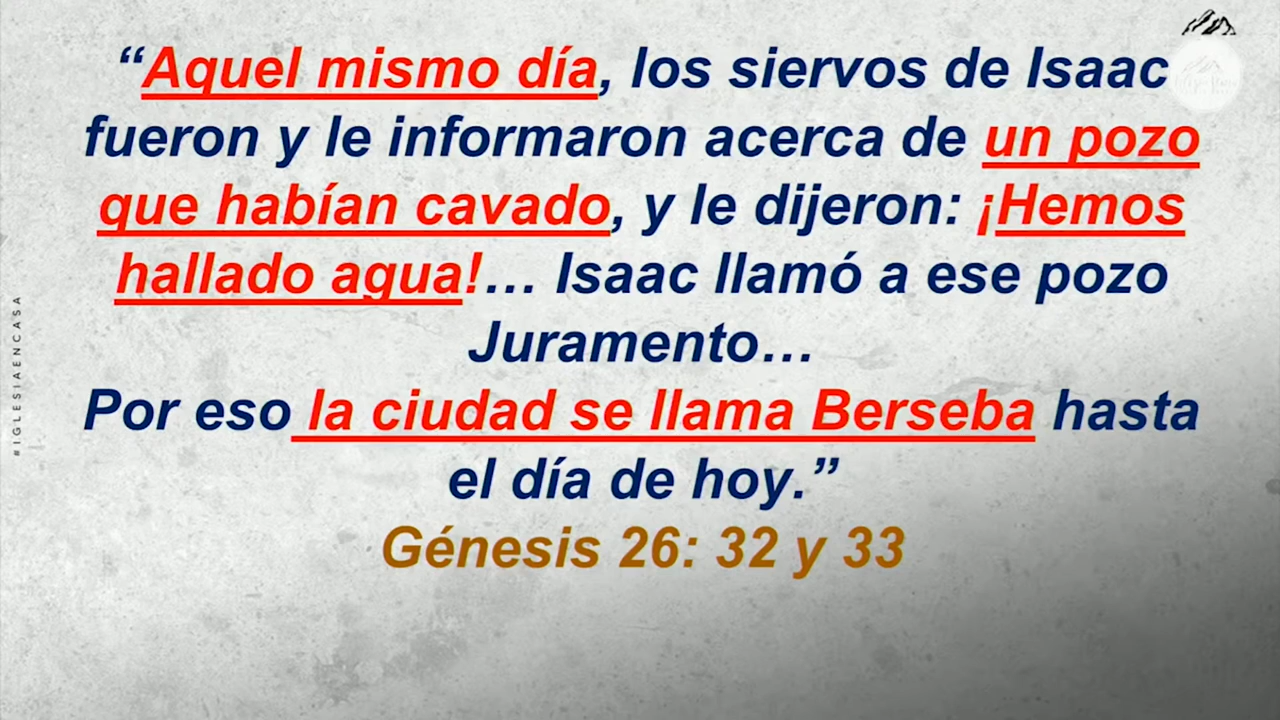 “Aquel mismo día, los siervos de Isaac
fueron y le informaron acerca de un pozo
que habían cavado, y le dijeron: ¡Hemos
hallado agua!… Isaac llamó a ese pozo
Juramento…
Por eso la ciudad se llama Berseba hasta
el día de hoy.”
Génesis 26: 32 y 33
#IGLESIAENCASA